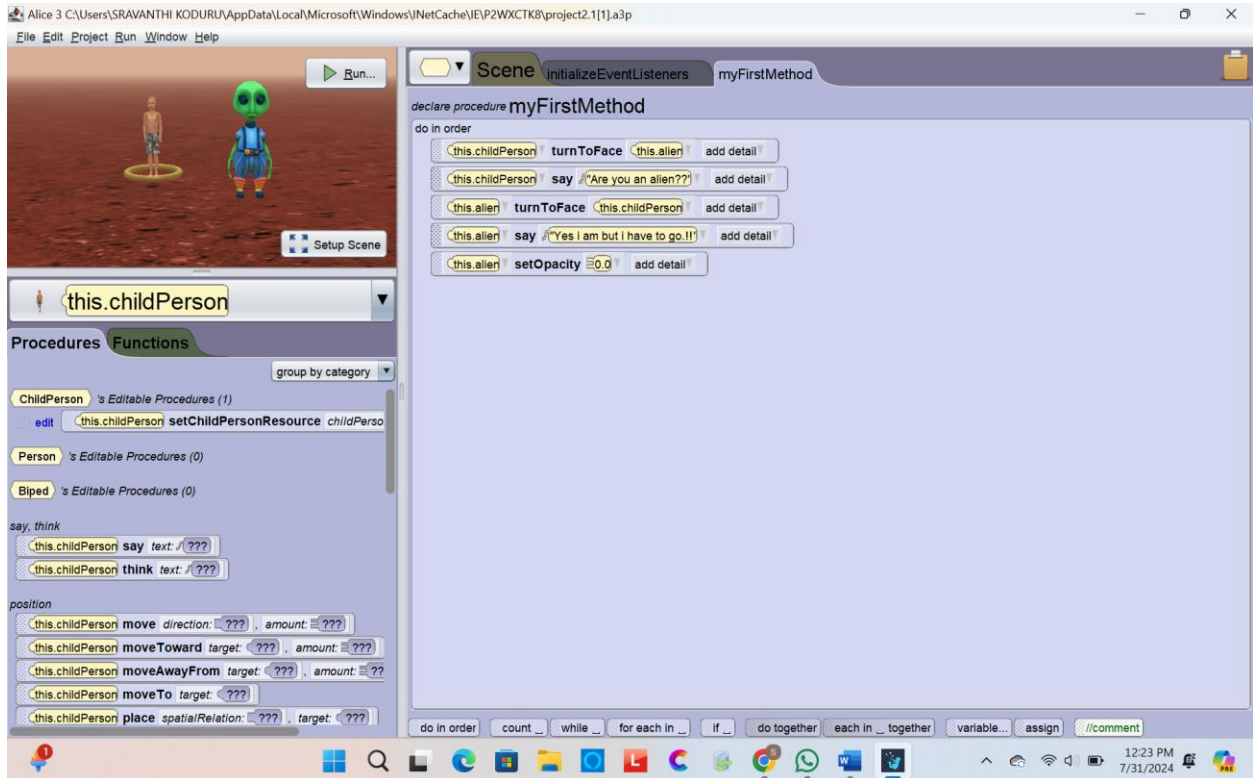 Alice 3 C:\Users\SRAVANTHI KODURU\AppData\Local\Microsoft\Windows\INetCache\IE\P2WXCTK8\project2.1[1].a3p
File Edit Project Run Window Help
Run...
Setup Scene
this.childPerson
Procedures Functions
group by category
ChildPerson 's Editable Procedures (1)
edit this.childPerson setChildPersonResource childPerso
Person 's Editable Procedures (0)
Biped 's Editable Procedures (0)
say, think
this.childPerson say text: ???
this.childPerson think text: ???
position
this.childPerson move direction: ??? , amount: ???
this.childPerson moveToward target: ??? , amount: ???
this.childPerson moveAwayFrom target: ??? , amount: ??
this.childPerson moveTo target: ???
this.childPerson place spatialRelation: ??? , target: ???
Scene initializeEventListeners myFirstMethod
declare procedure myFirstMethod
do in order
this.childPerson turnToFace this.alien add detail
this.childPerson say "Are you an alien??" add detail
this.alien turnToFace this.childPerson add detail
this.alien say "Yes i am but i have to go.!!" add detail
this.alien setOpacity 0.0 add detail
do in order count _ while _ for each in _ if _ do together each in _ together variable... assign //comment
1
12:23 PM
7/31/2024
PRE